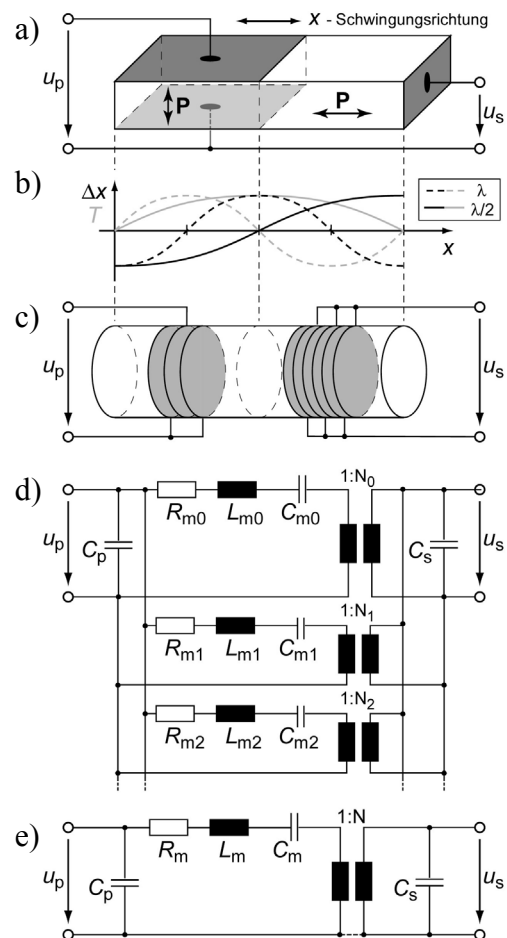 a)
x - Schwingungsrichtung
u_p
P
P
u_s
b)
Δx
T
λ
λ/2
x
c)
u_p
u_s
d)
1:N_0
R_m0 L_m0 C_m0
u_p C_p C_s u_s
1:N_1
R_m1 L_m1 C_m1
1:N_2
R_m2 L_m2 C_m2
e)
1:N
R_m L_m C_m
u_p C_p C_s u_s